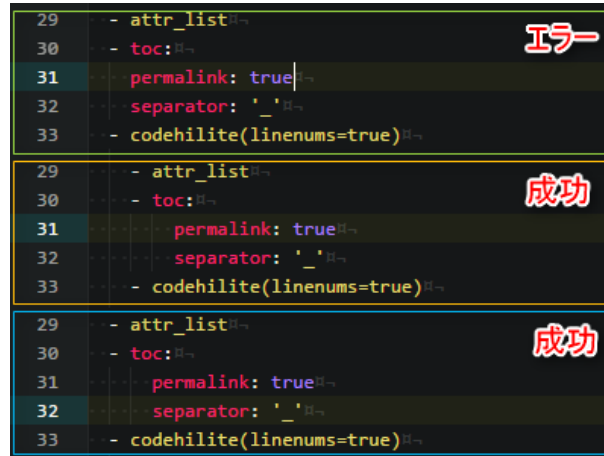 29 - attr_list
エラー
30 - toc:
31 permalink: true
32 separator: '_'
33 - codehilite(linenums=true)
29 - attr_list
成功
30 - toc:
31 permalink: true
32 separator: '_'
33 - codehilite(linenums=true)
29 - attr_list
成功
30 - toc:
31 permalink: true
32 separator: '_'
33 - codehilite(linenums=true)